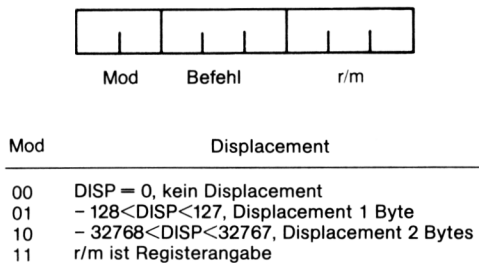 Mod Befehl r/m
Mod Displacement
00 DISP = 0, kein Displacement
01 - 128<DISP<127, Displacement 1 Byte
10 - 32768<DISP<32767, Displacement 2 Bytes
11 r/m ist Registerangabe